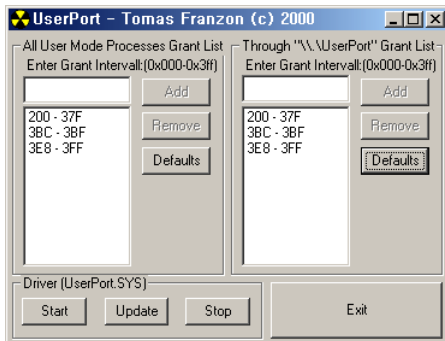 UserPort - Tomas Franzon (c) 2000
All User Mode Processes Grant List
Enter Grant Intervall:(0x000-0x3ff)
Add
200 - 37F
3BC - 3BF
3E8 - 3FF
Remove
Defaults
Through "\\.\UserPort" Grant List
Enter Grant Intervall:(0x000-0x3ff)
Add
200 - 37F
3BC - 3BF
3E8 - 3FF
Remove
Defaults
Driver (UserPort.SYS)
Start Update Stop
Exit